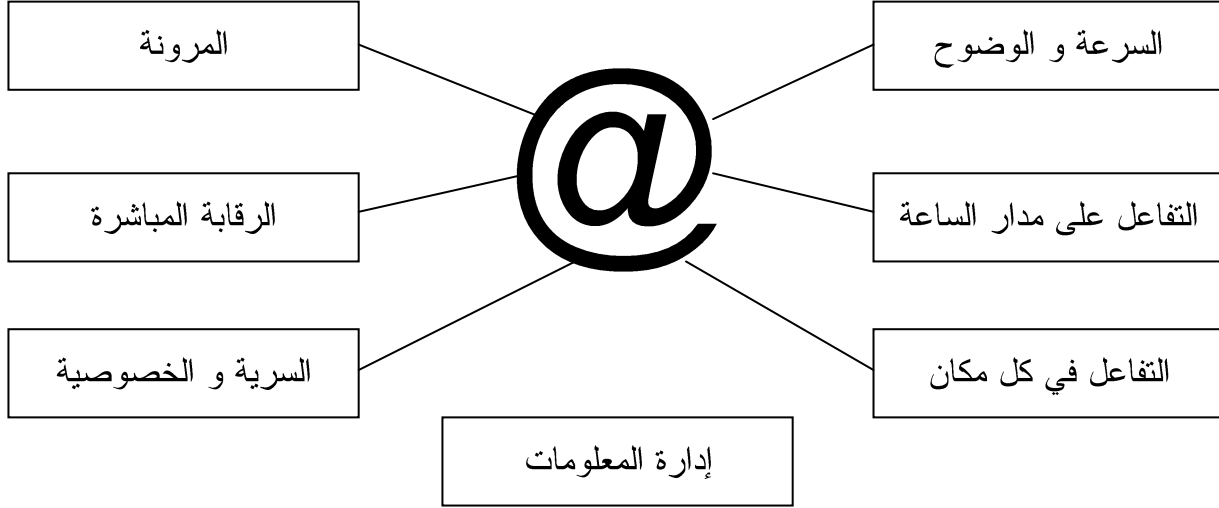 السرعة و الوضوح
المرونة
@
التفاعل على مدار الساعة
الرقابة المباشرة
التفاعل في كل مكان
السرية و الخصوصية
إدارة المعلومات